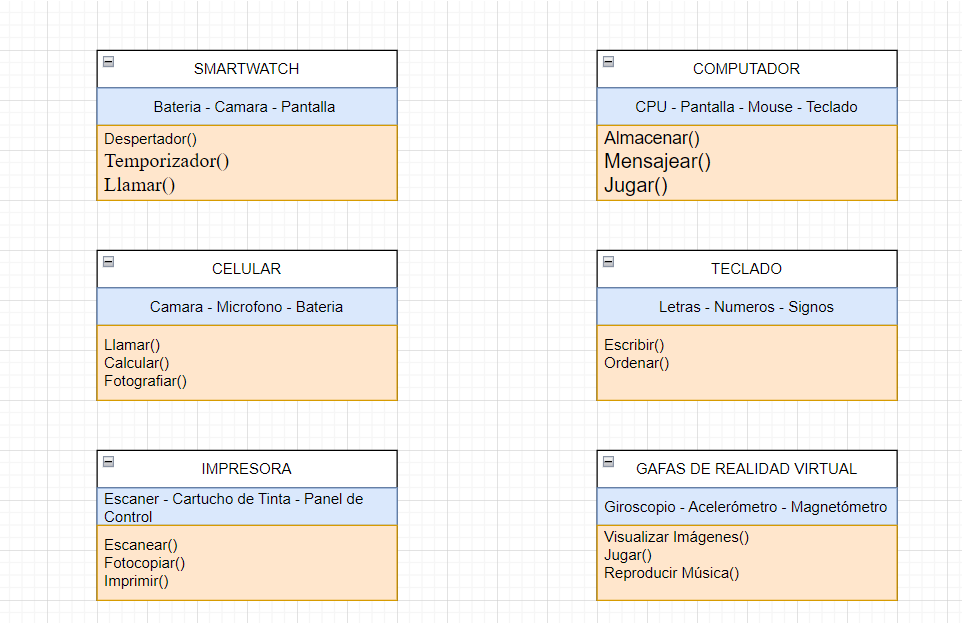 SMARTWATCH
Bateria - Camara - Pantalla
Despertador()
Temporizador()
Llamar()
COMPUTADOR
CPU - Pantalla - Mouse - Teclado
Almacenar()
Mensajear()
Jugar()
CELULAR
Camara - Microfono - Bateria
Llamar()
Calcular()
Fotografiar()
TECLADO
Letras - Numeros - Signos
Escribir()
Ordenar()
IMPRESORA
Escaner - Cartucho de Tinta - Panel de
Control
Escanear()
Fotocopiar()
Imprimir()
GAFAS DE REALIDAD VIRTUAL
Giroscopio - Acelerómetro - Magnetómetro
Visualizar Imágenes()
Jugar()
Reproducir Música()